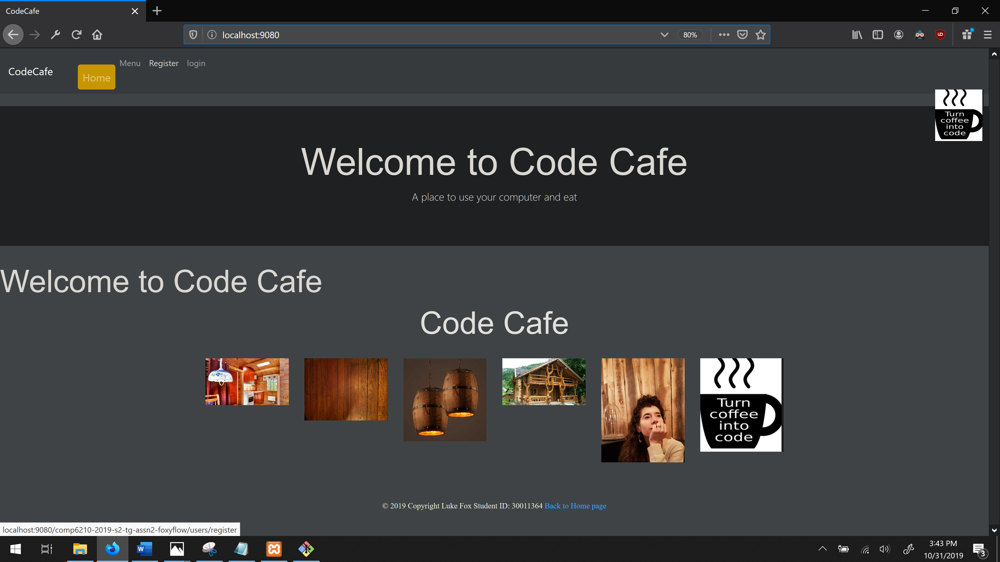 CodeCafe
localhost:9080
80%
CodeCafe
Home
Menu
Register
login
Turn
coffee
into
code
Welcome to Code Cafe
A place to use your computer and eat
Welcome to Code Cafe
Code Cafe
Turn
coffee
into
code
© 2019 Copyright Luke Fox Student ID: 30011364 Back to Home page
localhost:9080/comp6210-2019-s2-tg-assn2-foxyflow/users/register
W
3:43 PM
10/31/2019
3